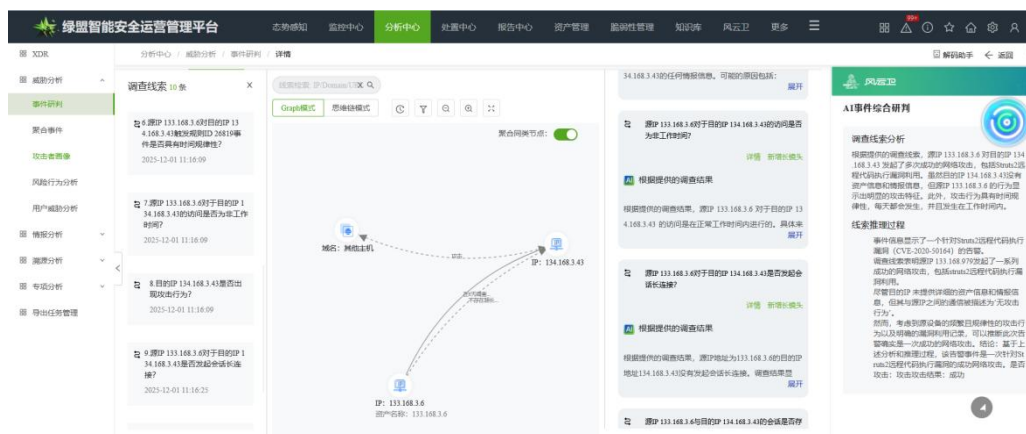 绿盟智能安全运营管理平台
态势感知 监控中心 分析中心 处置中心 报告中心 资产管理 脆弱性管理 知识库 风云卫 更多
99+
XDR
分析中心 / 威胁分析 / 事件研判 / 详情
解码助手 返回
威胁分析
事件研判
聚合事件
攻击者画像
风险行为分析
用户威胁分析
情报分析
溯源分析
专项分析
导出任务管理
调查线索 10 条
6.源IP 133.168.3.6对目的IP 13
4.168.3.43触发规则ID 26819事
件是否具有时间规律性?
2025-12-01 11:16:09
7.源IP 133.168.3.6对于目的IP 1
34.168.3.43的访问是否为非工作
时间?
2025-12-01 11:16:09
8.目的IP 134.168.3.43是否出
现攻击行为?
2025-12-01 11:16:09
9.源IP 133.168.3.6对于目的IP 1
34.168.3.43是否发起会话长连
接?
2025-12-01 11:16:25
线索检索: IP/Domain/URL
Graph模式 思维链模式
聚合同类节点:
域名: 其他主机
IP: 134.168.3.43
IP: 133.168.3.6
资产名称: 133.168.3.6
34.168.3.43的任何情报信息。可能的原因包括:
展开
源IP 133.168.3.6对于目的IP 134.168.3.43的访问是否
为非工作时间?
详情 新增长镜头
AI 根据提供的调查结果
根据提供的调查结果，源IP 133.168.3.6 对于目的IP 13
4.168.3.43 的访问是在正常工作时间内进行的。具体来
展开
源IP 133.168.3.6对于目的IP 134.168.3.43是否发起会
话长连接?
详情 新增长镜头
AI 根据提供的调查结果
根据提供的调查结果，源IP地址为133.168.3.6的目的IP
地址134.168.3.43没有发起会话长连接。调查结果显
展开
源IP 133.168.3.6与目的IP 134.168.3.43的会话是否存
风云卫
AI事件综合研判
调查线索分析
根据提供的调查线索，源IP 133.168.3.6 对目的IP 134
.168.3.43 发起了多次成功的网络攻击，包括Struts2远
程代码执行漏洞利用。虽然目的IP 134.168.3.43没有
资产信息和情报信息，但源IP 133.168.3.6 的行为显
示出明显的攻击特征。此外，攻击行为具有时间规
律性，每天都会发生，并且发生在工作时间内。
线索推理过程
事件信息显示了一个针对Struts2远程代码执行
漏洞（CVE-2020-50164）的告警。
调查线索表明源IP 133.168.979发起了一系列
成功的网络攻击，包括struts2远程代码执行漏
洞利用。
尽管目的IP 未提供详细的资产信息和情报信
息，但其与源IP之间的通信被描述为'无攻击
行为'。
然而，考虑到源设备的频繁且规律性的攻击行
为以及明确的漏洞利用记录，可以推断此次告
警确实是一次成功的网络攻击。结论：基于上
述分析和推理过程，该告警事件是一次针对St
ruts2远程代码执行漏洞的成功网络攻击。是否
攻击：攻击攻击结果：成功